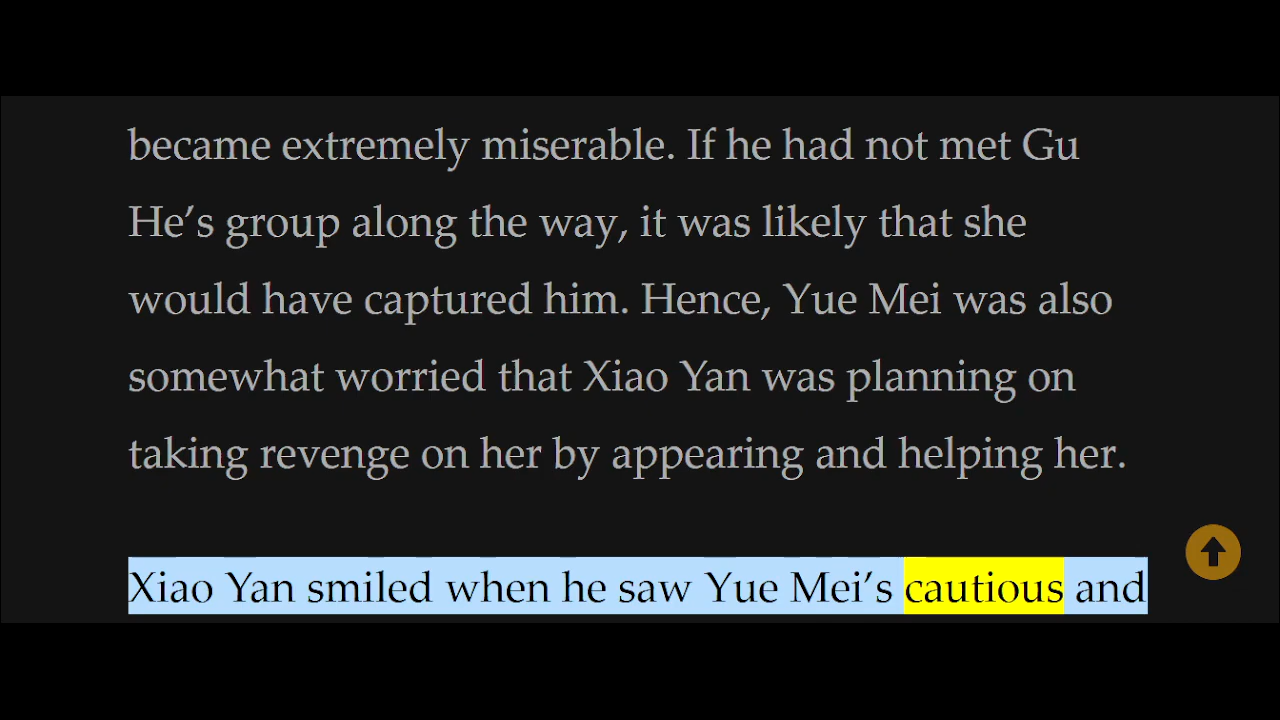 became extremely miserable. If he had not met Gu
He’s group along the way, it was likely that she
would have captured him. Hence, Yue Mei was also
somewhat worried that Xiao Yan was planning on
taking revenge on her by appearing and helping her.
Xiao Yan smiled when he saw Yue Mei’s cautious and